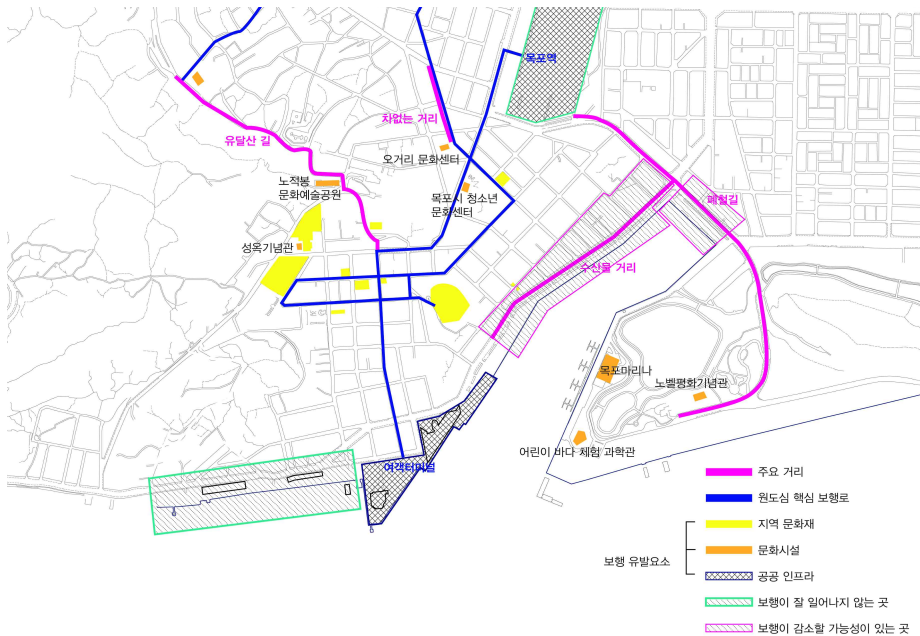 목포역
차없는 거리
유달산 길
오거리 문화센터
노적봉
문화예술공원
목포시 청소년
문화센터
폐철길
성옥기념관
수산물 거리
목포마리나
노벨평화기념관
어린이 바다 체험 과학관
여객터미널
주요 거리
원도심 핵심 보행로
지역 문화재
문화시설
보행 유발요소
공공 인프라
보행이 잘 일어나지 않는 곳
보행이 감소할 가능성이 있는 곳